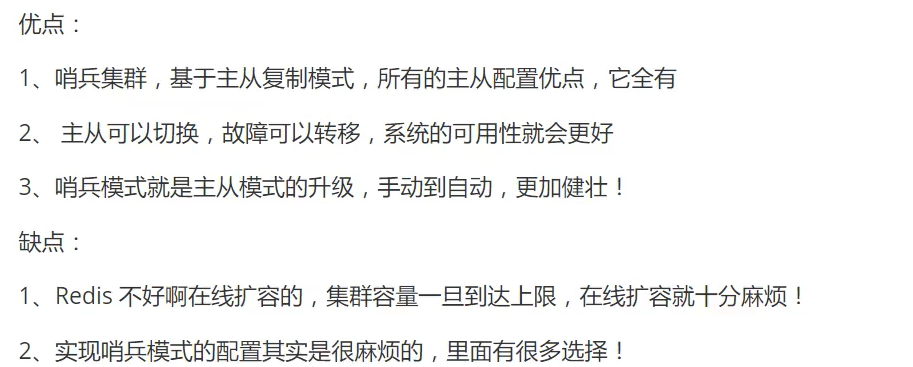 优点：
1、哨兵集群，基于主从复制模式，所有的主从配置优点，它全有
2、 主从可以切换，故障可以转移，系统的可用性就会更好
3、哨兵模式就是主从模式的升级，手动到自动，更加健壮！
缺点：
1、Redis 不好啊在线扩容的，集群容量一旦到达上限，在线扩容就十分麻烦！
2、实现哨兵模式的配置其实是很麻烦的，里面有很多选择！